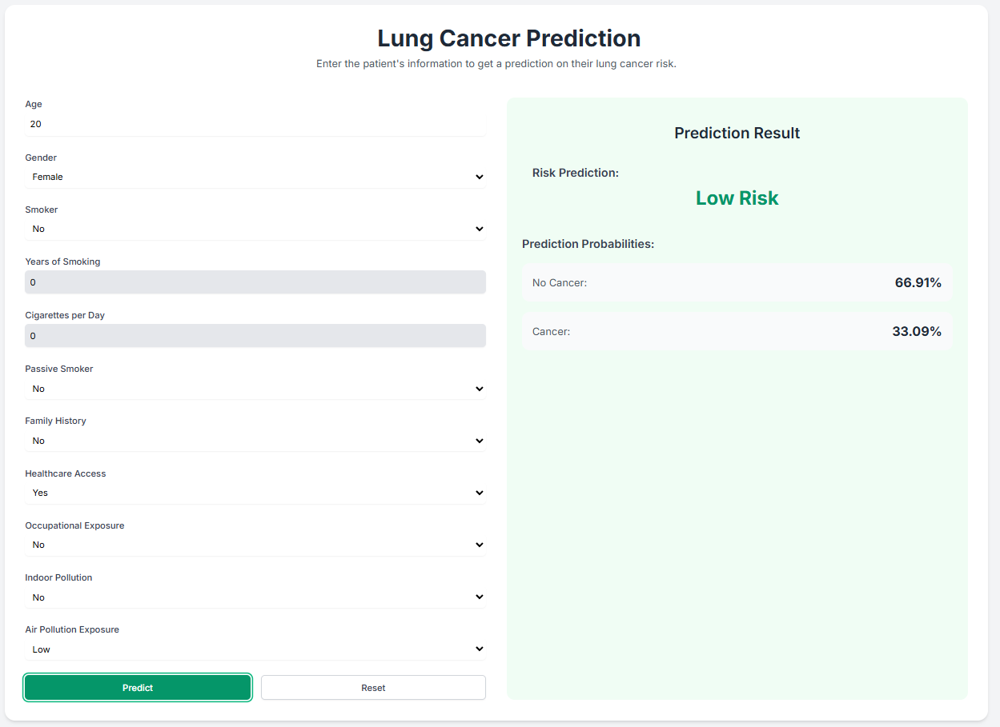 Lung Cancer Prediction
Enter the patient's information to get a prediction on their lung cancer risk.
Age
20
Gender
Female
Smoker
No
Years of Smoking
0
Cigarettes per Day
0
Passive Smoker
No
Family History
No
Healthcare Access
Yes
Occupational Exposure
No
Indoor Pollution
No
Air Pollution Exposure
Low
Predict
Reset
Prediction Result
Risk Prediction:
Low Risk
Prediction Probabilities:
No Cancer: 66.91%
Cancer: 33.09%